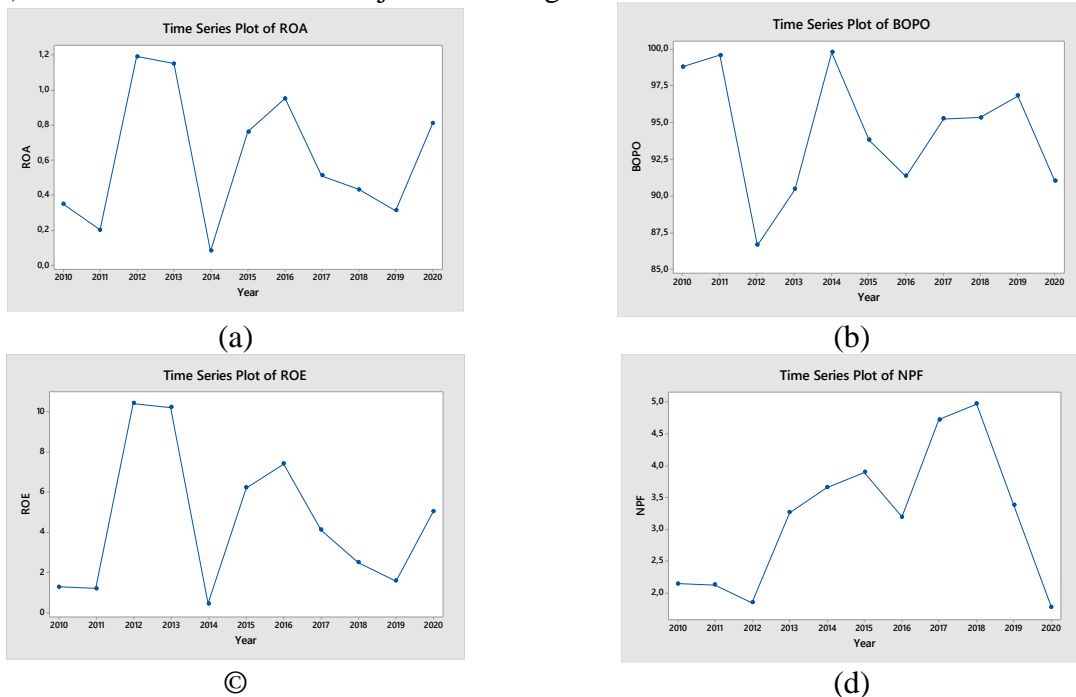 Time Series Plot of ROA
1,2
1,0
0,8
0,6
0,4
0,2
0,0
ROA
2010 2011 2012 2013 2014 2015 2016 2017 2018 2019 2020
Year
(a)
Time Series Plot of BOPO
100,0
97,5
95,0
92,5
90,0
87,5
85,0
BOPO
2010 2011 2012 2013 2014 2015 2016 2017 2018 2019 2020
Year
(b)
Time Series Plot of ROE
10
8
6
4
2
0
ROE
2010 2011 2012 2013 2014 2015 2016 2017 2018 2019 2020
Year
©
Time Series Plot of NPF
5,0
4,5
4,0
3,5
3,0
2,5
2,0
NPF
2010 2011 2012 2013 2014 2015 2016 2017 2018 2019 2020
Year
(d)